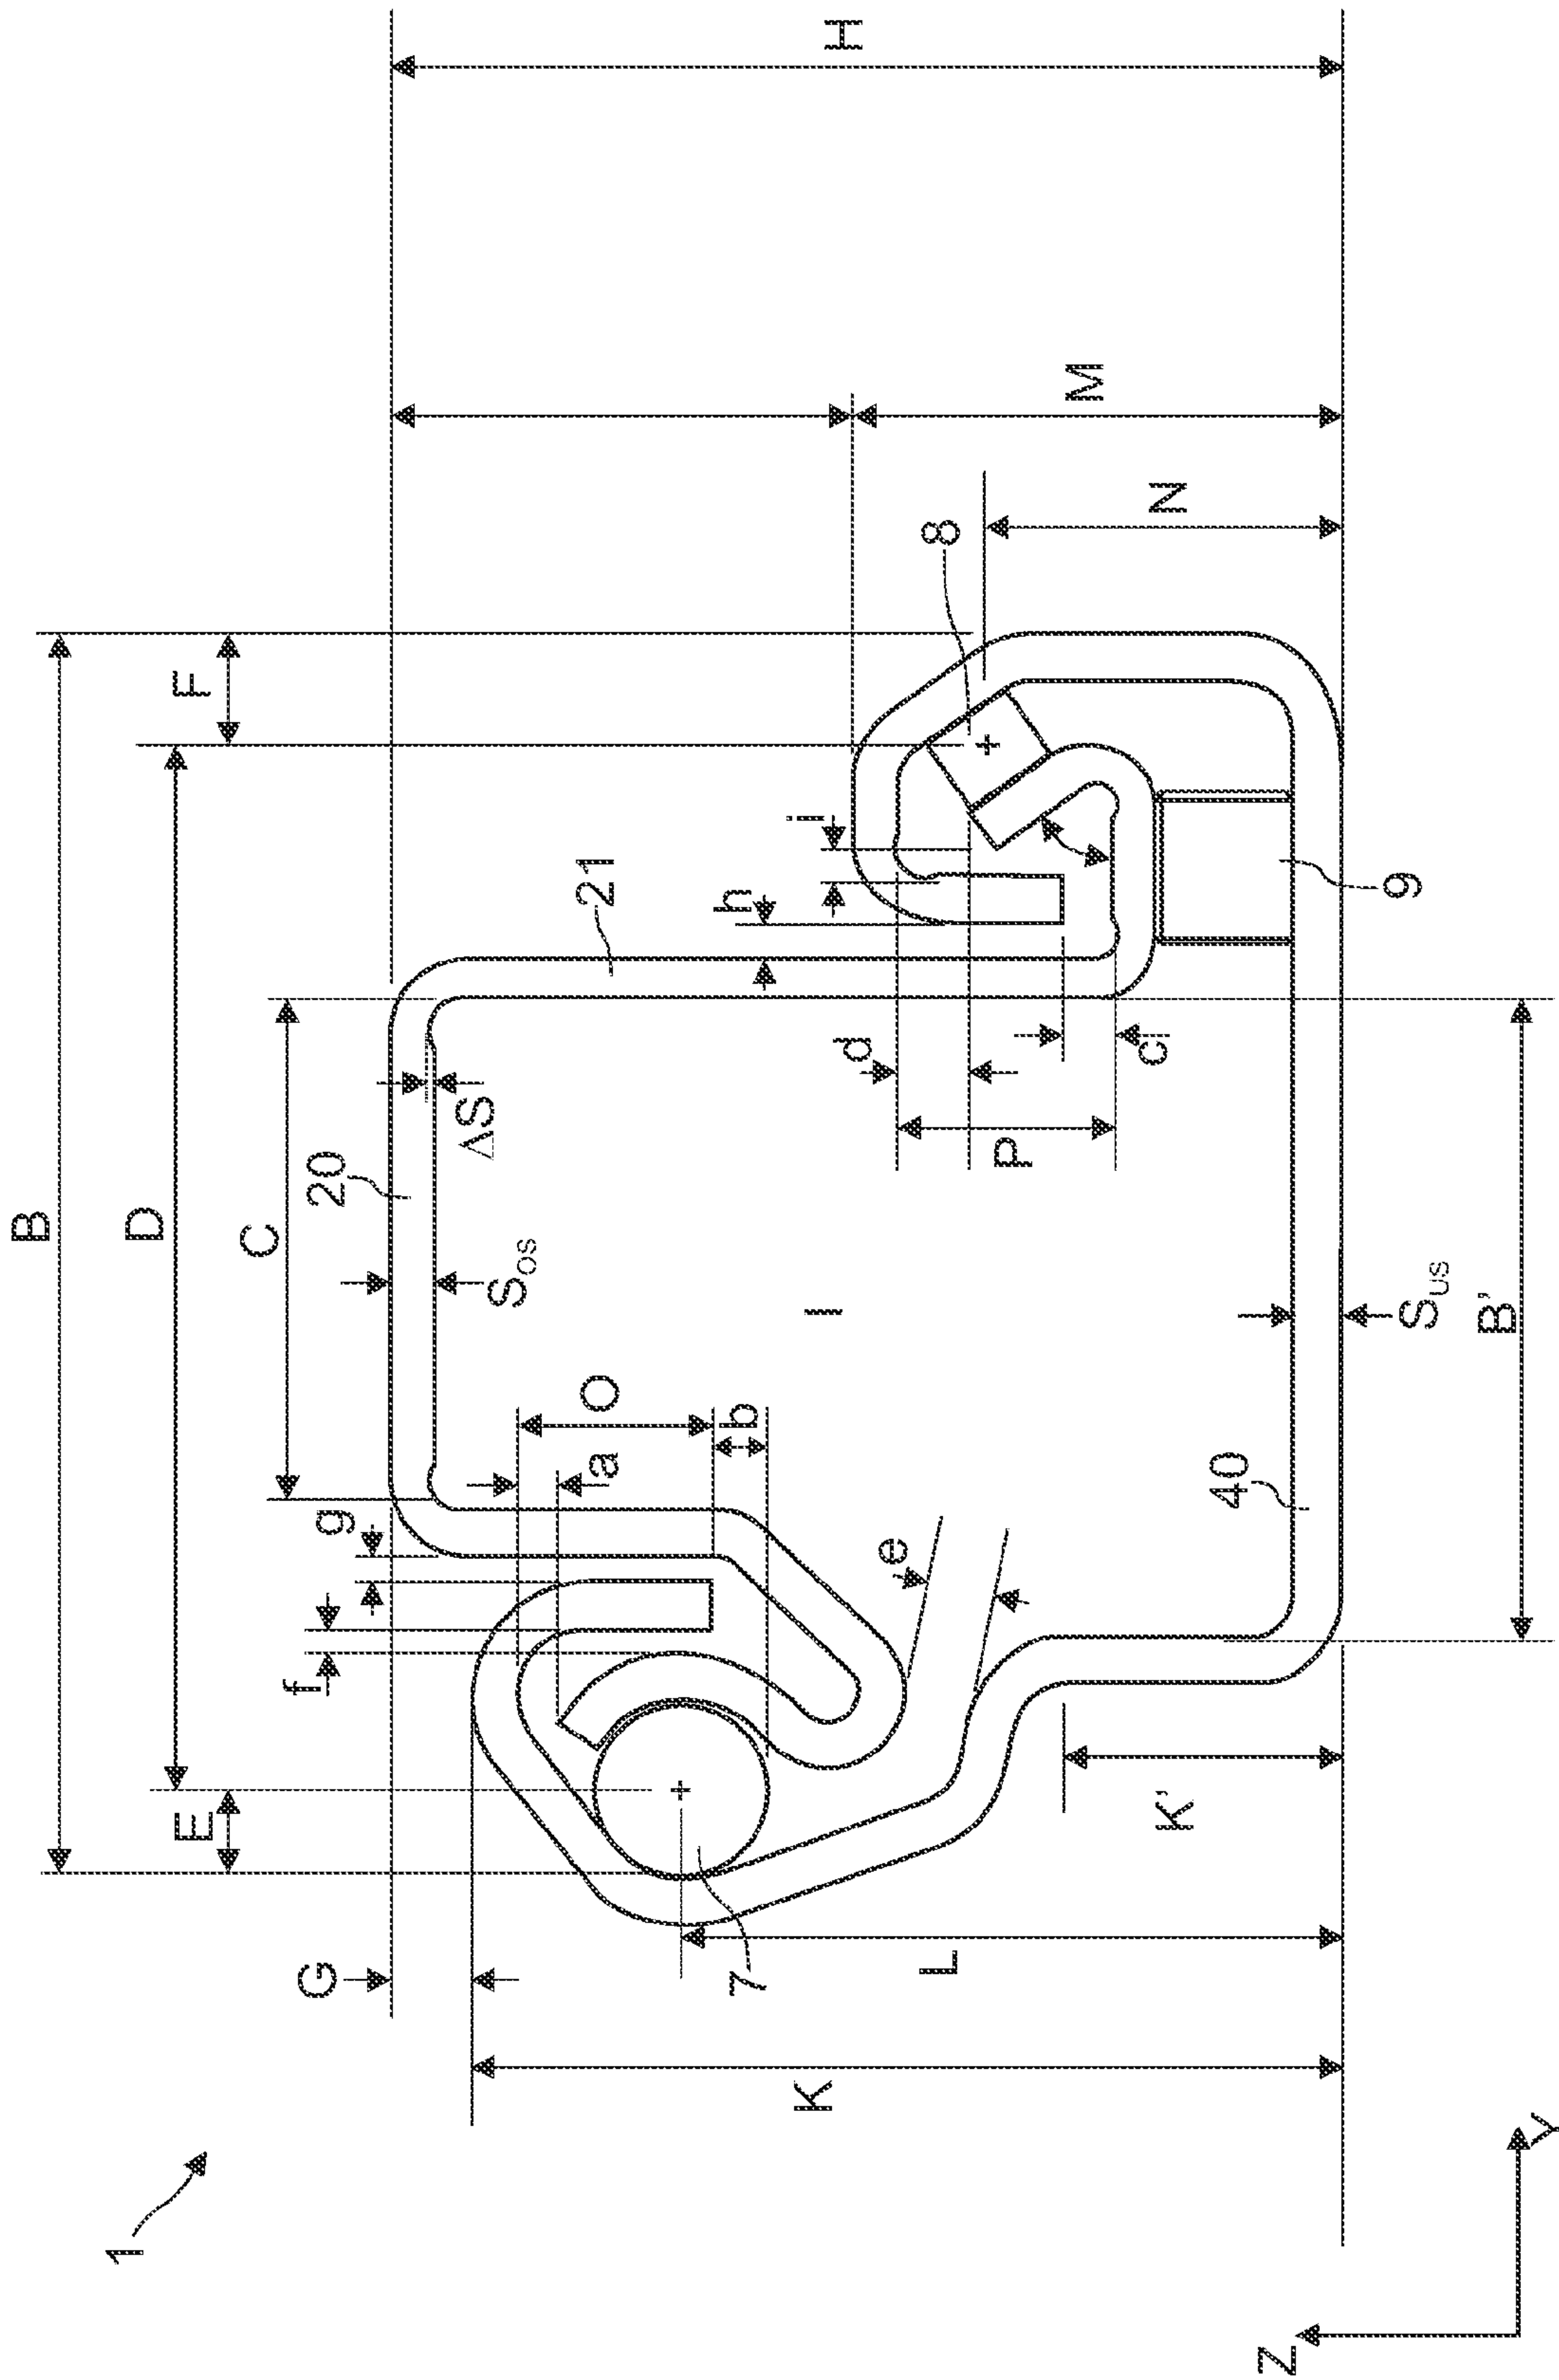 1
B
E
D
F
C
G
20
ΔS
S_OS
H
M
N
8
21
h
i
d
c
P
9
g
f
a
O
b
e
I
40
S_US
B'
K'
L
7
K
Z
Y